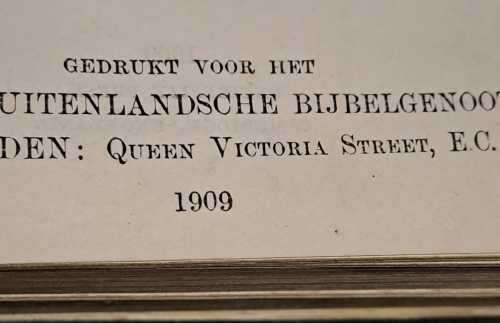 GEDRUKT VOOR HET
UITENLANDSCHE BIJBELGENOOT
DEN: QUEEN VICTORIA STREET, E.C.
1909